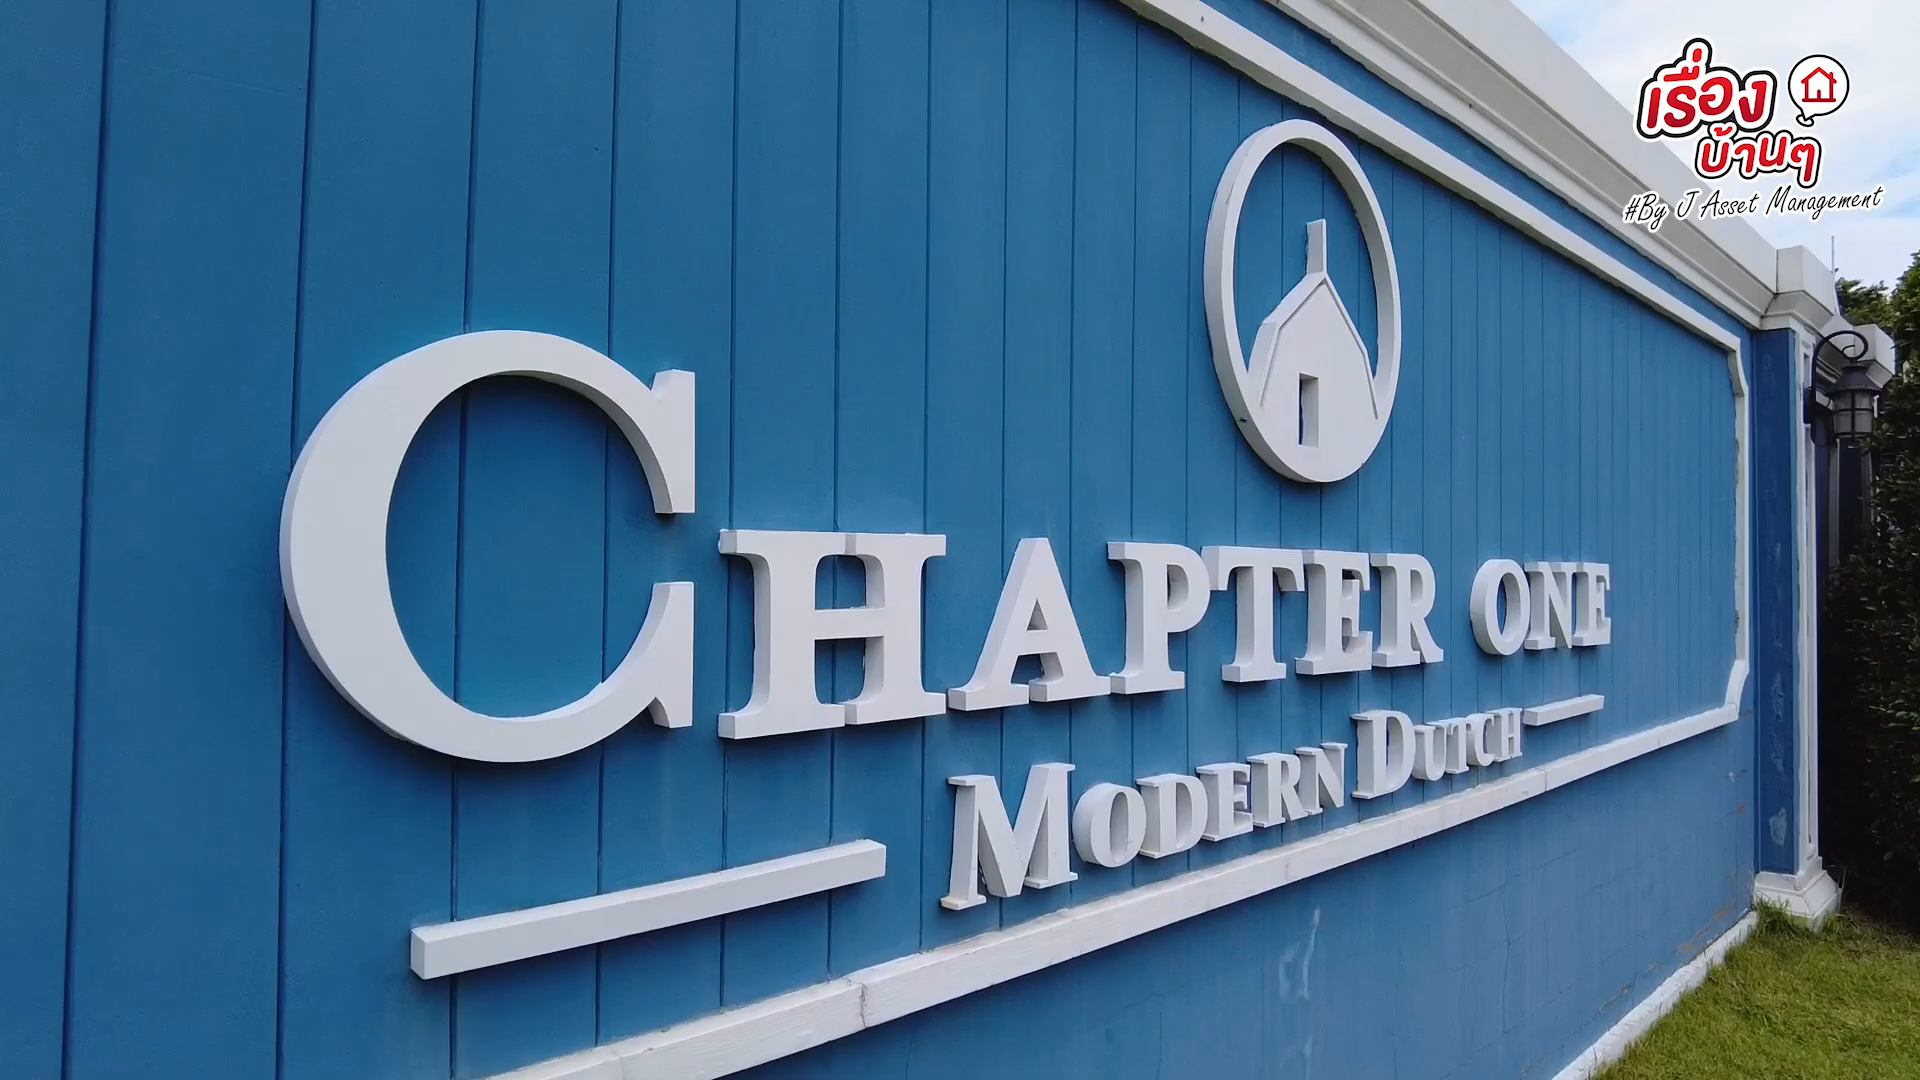 เรื่อง
บ้านๆ
#By J Asset Management
CHAPTER ONE
MODERN DUTCH